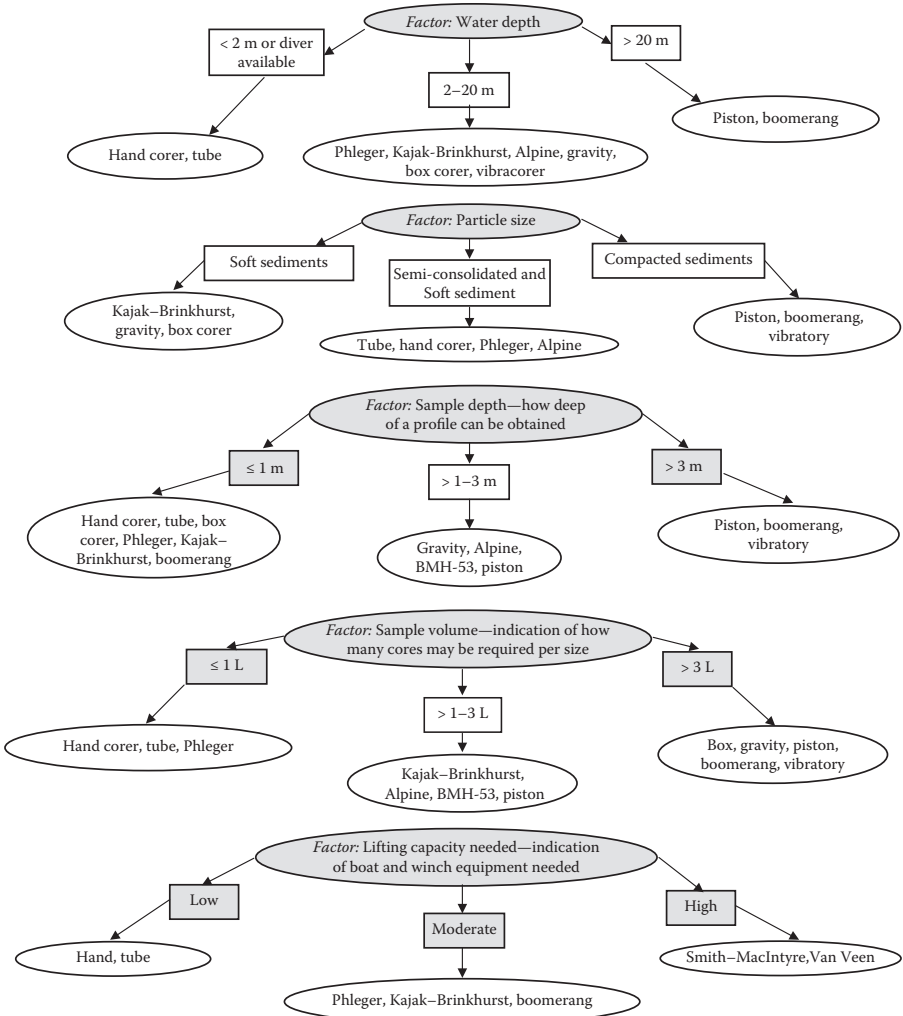 Factor: Water depth
< 2 m or diver
available
2–20 m
> 20 m
Hand corer, tube
Phleger, Kajak-Brinkhurst, Alpine, gravity,
box corer, vibracorer
Piston, boomerang
Factor: Particle size
Soft sediments
Semi-consolidated and
Soft sediment
Compacted sediments
Kajak–Brinkhurst,
gravity, box corer
Tube, hand corer, Phleger, Alpine
Piston, boomerang,
vibratory
Factor: Sample depth—how deep
of a profile can be obtained
≤ 1 m
> 1–3 m
> 3 m
Hand corer, tube, box
corer, Phleger, Kajak–
Brinkhurst, boomerang
Gravity, Alpine,
BMH-53, piston
Piston, boomerang,
vibratory
Factor: Sample volume—indication of how
many cores may be required per size
≤ 1 L
> 1–3 L
> 3 L
Hand corer, tube, Phleger
Kajak–Brinkhurst,
Alpine, BMH-53, piston
Box, gravity, piston,
boomerang, vibratory
Factor: Lifting capacity needed—indication
of boat and winch equipment needed
Low
Moderate
High
Hand, tube
Phleger, Kajak–Brinkhurst, boomerang
Smith–MacIntyre,Van Veen